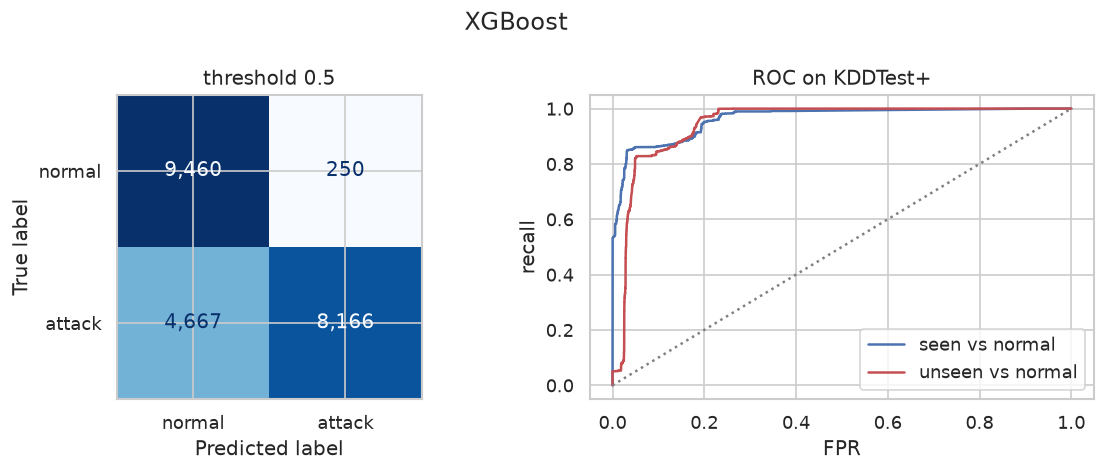 XGBoost
threshold 0.5
True label
normal
attack
9,460
250
4,667
8,166
normal
attack
Predicted label
ROC on KDDTest+
recall
1.0
0.8
0.6
0.4
0.2
0.0
seen vs normal
unseen vs normal
0.0
0.2
0.4
0.6
0.8
1.0
FPR